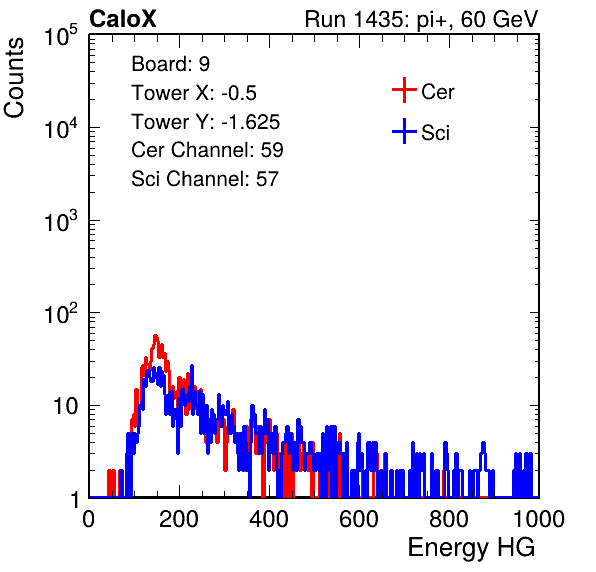 CaloX Run 1435: pi+, 60 GeV
Board: 9
Tower X: -0.5
Tower Y: -1.625
Cer Channel: 59
Sci Channel: 57
Cer
Sci
Counts
10^5
10^4
10^3
10^2
10
1
0 200 400 600 800 1000
Energy HG